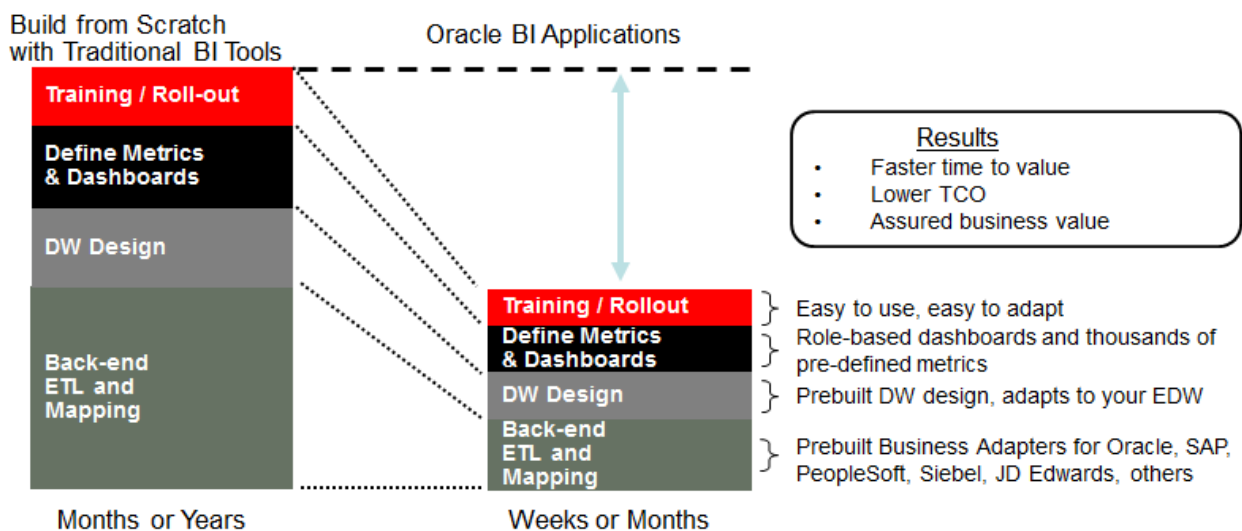 Build from Scratch
with Traditional BI Tools
Oracle BI Applications
Training / Roll-out
Define Metrics
& Dashboards
DW Design
Back-end
ETL and
Mapping
Months or Years
Training / Rollout
Define Metrics
& Dashboards
DW Design
Back-end
ETL and
Mapping
Weeks or Months
Results
• Faster time to value
• Lower TCO
• Assured business value
Easy to use, easy to adapt
Role-based dashboards and thousands of
pre-defined metrics
Prebuilt DW design, adapts to your EDW
Prebuilt Business Adapters for Oracle, SAP,
PeopleSoft, Siebel, JD Edwards, others